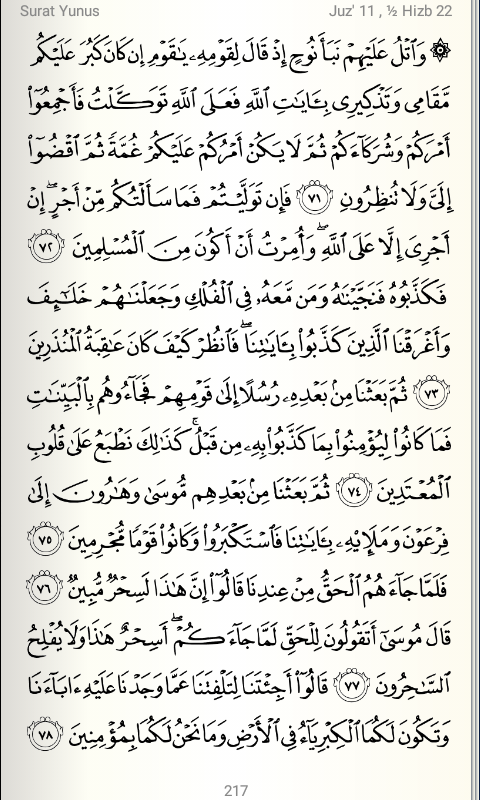 Surat Yunus Juz' 11 , ½ Hizb 22
۞ وَٱتْلُ عَلَيْهِمْ نَبَأَ نُوحٍ إِذْ قَالَ لِقَوْمِهِۦ يَـٰقَوْمِ إِن كَانَ كَبُرَ عَلَيْكُم
مَّقَامِى وَتَذْكِيرِى بِـَٔايَـٰتِ ٱللَّهِ فَعَلَى ٱللَّهِ تَوَكَّلْتُ فَأَجْمِعُوٓا۟
أَمْرَكُمْ وَشُرَكَآءَكُمْ ثُمَّ لَا يَكُنْ أَمْرُكُمْ عَلَيْكُمْ غُمَّةً ثُمَّ ٱقْضُوٓا۟
إِلَىَّ وَلَا تُنظِرُونِ ٧١ فَإِن تَوَلَّيْتُمْ فَمَا سَأَلْتُكُم مِّنْ أَجْرٍ ۖ إِنْ
أَجْرِىَ إِلَّا عَلَى ٱللَّهِ ۖ وَأُمِرْتُ أَنْ أَكُونَ مِنَ ٱلْمُسْلِمِينَ ٧٢
فَكَذَّبُوهُ فَنَجَّيْنَـٰهُ وَمَن مَّعَهُۥ فِى ٱلْفُلْكِ وَجَعَلْنَـٰهُمْ خَلَـٰٓئِفَ
وَأَغْرَقْنَا ٱلَّذِينَ كَذَّبُوا۟ بِـَٔايَـٰتِنَا ۖ فَٱنظُرْ كَيْفَ كَانَ عَـٰقِبَةُ ٱلْمُنذَرِينَ
٧٣ ثُمَّ بَعَثْنَا مِنۢ بَعْدِهِۦ رُسُلًا إِلَىٰ قَوْمِهِمْ فَجَآءُوهُم بِٱلْبَيِّنَـٰتِ
فَمَا كَانُوا۟ لِيُؤْمِنُوا۟ بِمَا كَذَّبُوا۟ بِهِۦ مِن قَبْلُ ۚ كَذَٰلِكَ نَطْبَعُ عَلَىٰ قُلُوبِ
ٱلْمُعْتَدِينَ ٧٤ ثُمَّ بَعَثْنَا مِنۢ بَعْدِهِم مُّوسَىٰ وَهَـٰرُونَ إِلَىٰ
فِرْعَوْنَ وَمَلَإِي۟هِۦ بِـَٔايَـٰتِنَا فَٱسْتَكْبَرُوا۟ وَكَانُوا۟ قَوْمًا مُّجْرِمِينَ ٧٥
فَلَمَّا جَآءَهُمُ ٱلْحَقُّ مِنْ عِندِنَا قَالُوٓا۟ إِنَّ هَـٰذَا لَسِحْرٌ مُّبِينٌ ٧٦
قَالَ مُوسَىٰٓ أَتَقُولُونَ لِلْحَقِّ لَمَّا جَآءَكُمْ ۖ أَسِحْرٌ هَـٰذَا وَلَا يُفْلِحُ
ٱلسَّـٰحِرُونَ ٧٧ قَالُوٓا۟ أَجِئْتَنَا لِتَلْفِتَنَا عَمَّا وَجَدْنَا عَلَيْهِ ءَابَآءَنَا
وَتَكُونَ لَكُمَا ٱلْكِبْرِيَآءُ فِى ٱلْأَرْضِ وَمَا نَحْنُ لَكُمَا بِمُؤْمِنِينَ ٧٨
217